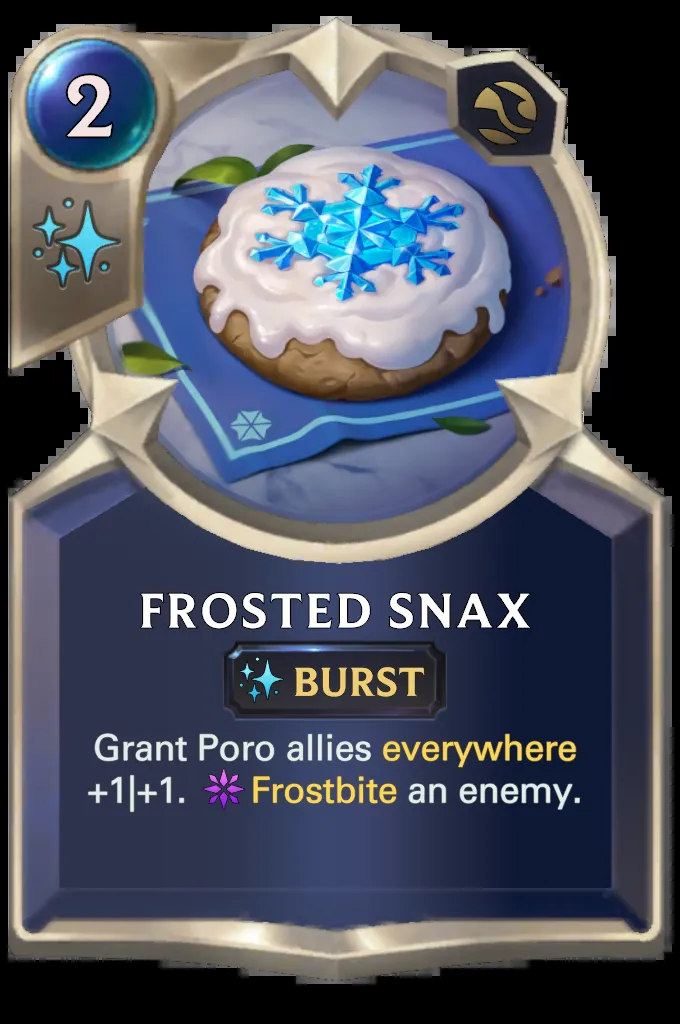 2
FROSTED SNAX
BURST
Grant Poro allies everywhere
+1|+1. Frostbite an enemy.